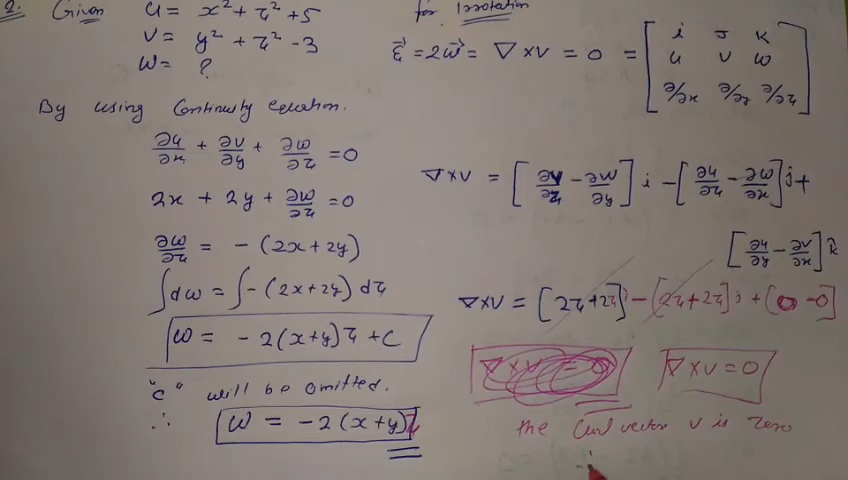 2. Given u = x² + z² + 5
v = y² + z² - 3
w = ?
By using Continuity equation.
∂u/∂x + ∂v/∂y + ∂w/∂z = 0
2x + 2y + ∂w/∂z = 0
∂w/∂z = - (2x + 2y)
∫dw = ∫-(2x+2y) dz
w = -2(x+y)z + C
"C" will be omitted.
∴ w = -2(x+y)z
for Irrotation
ξ⃗ = 2w⃗ = ∇ × V = 0 = [ i J K
u v w
∂/∂x ∂/∂y ∂/∂z ]
∇×V = [∂v/∂z - ∂w/∂y] i - [∂u/∂z - ∂w/∂x] j +
[∂u/∂y - ∂v/∂x] k̂
∇×V = [2z+2z]i - [2z+2z]j + [0-0]
∇×V = 0 ∇×V = 0
the Curl vector V is zero